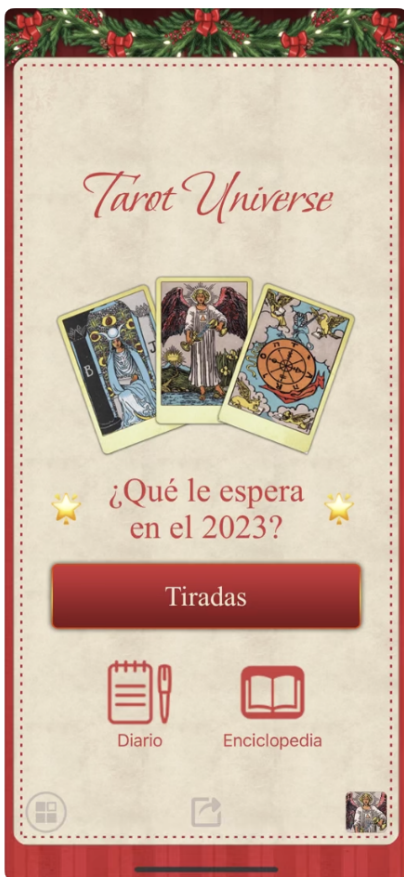 Tarot Universe
B J
¿Qué le espera
en el 2023?
Tiradas
Diario
Enciclopedia